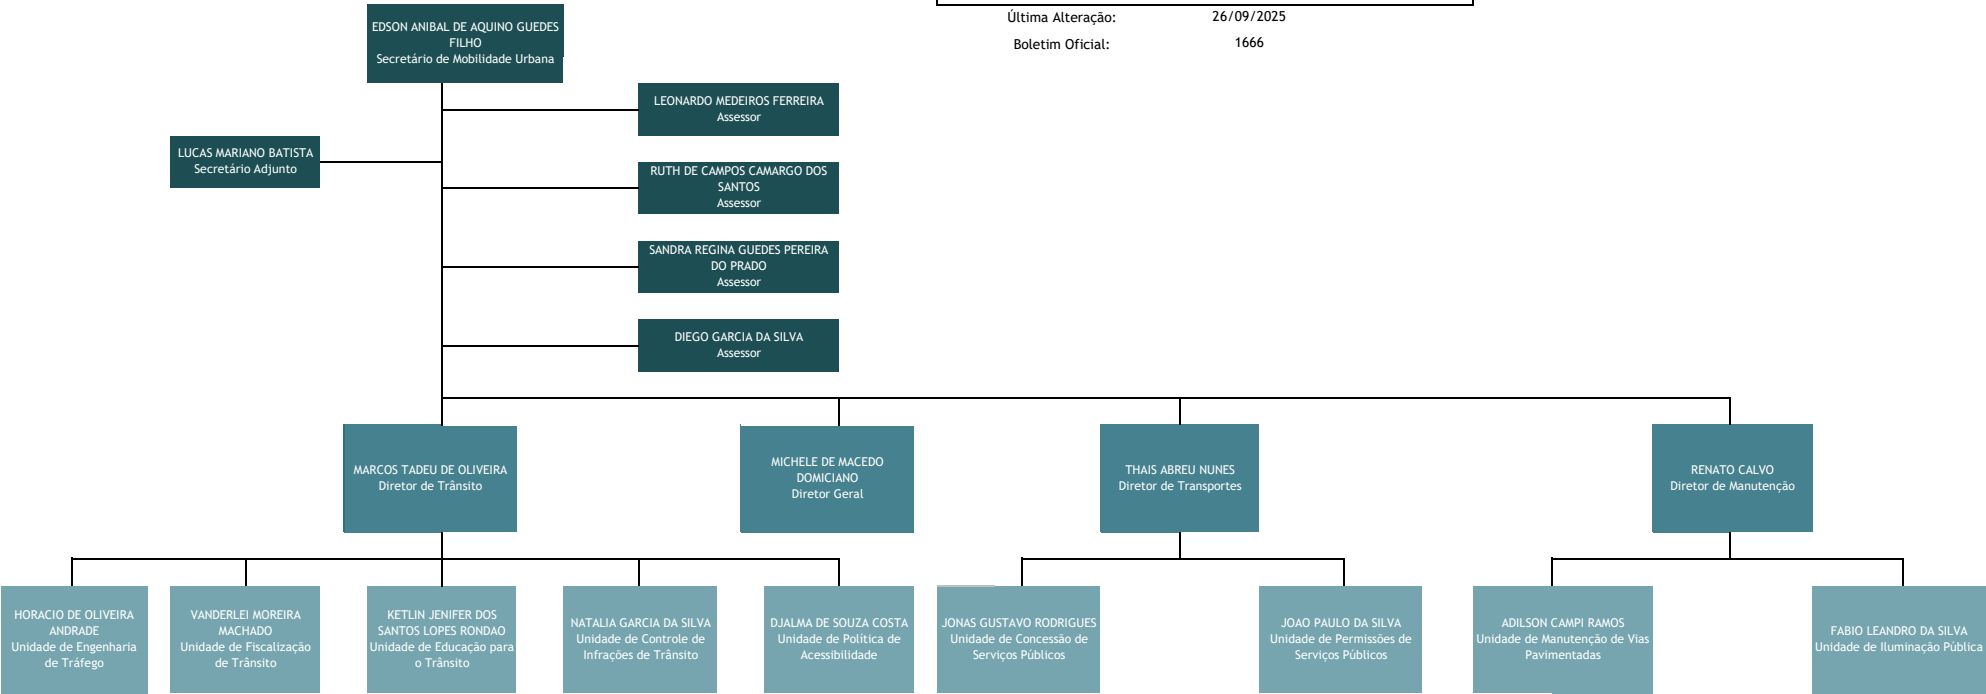 EDSON ANIBAL DE AQUINO GUEDES
FILHO
Secretário de Mobilidade Urbana
Última Alteração: 26/09/2025
Boletim Oficial: 1666
LEONARDO MEDEIROS FERREIRA
Assessor
LUCAS MARIANO BATISTA
Secretário Adjunto
RUTH DE CAMPOS CAMARGO DOS
SANTOS
Assessor
SANDRA REGINA GUEDES PEREIRA
DO PRADO
Assessor
DIEGO GARCIA DA SILVA
Assessor
MARCOS TADEU DE OLIVEIRA
Diretor de Trânsito
MICHELE DE MACEDO
DOMICIANO
Diretor Geral
THAIS ABREU NUNES
Diretor de Transportes
RENATO CALVO
Diretor de Manutenção
HORACIO DE OLIVEIRA
ANDRADE
Unidade de Engenharia
de Tráfego
VANDERLEI MOREIRA
MACHADO
Unidade de Fiscalização
de Trânsito
KETLIN JENIFER DOS
SANTOS LOPES RONDAO
Unidade de Educação para
o Trânsito
NATALIA GARCIA DA SILVA
Unidade de Controle de
Infrações de Trânsito
DJALMA DE SOUZA COSTA
Unidade de Política de
Acessibilidade
JONAS GUSTAVO RODRIGUES
Unidade de Concessão de
Serviços Públicos
JOAO PAULO DA SILVA
Unidade de Permissões de
Serviços Públicos
ADILSON CAMPI RAMOS
Unidade de Manutenção de Vias
Pavimentadas
FABIO LEANDRO DA SILVA
Unidade de Iluminação Pública